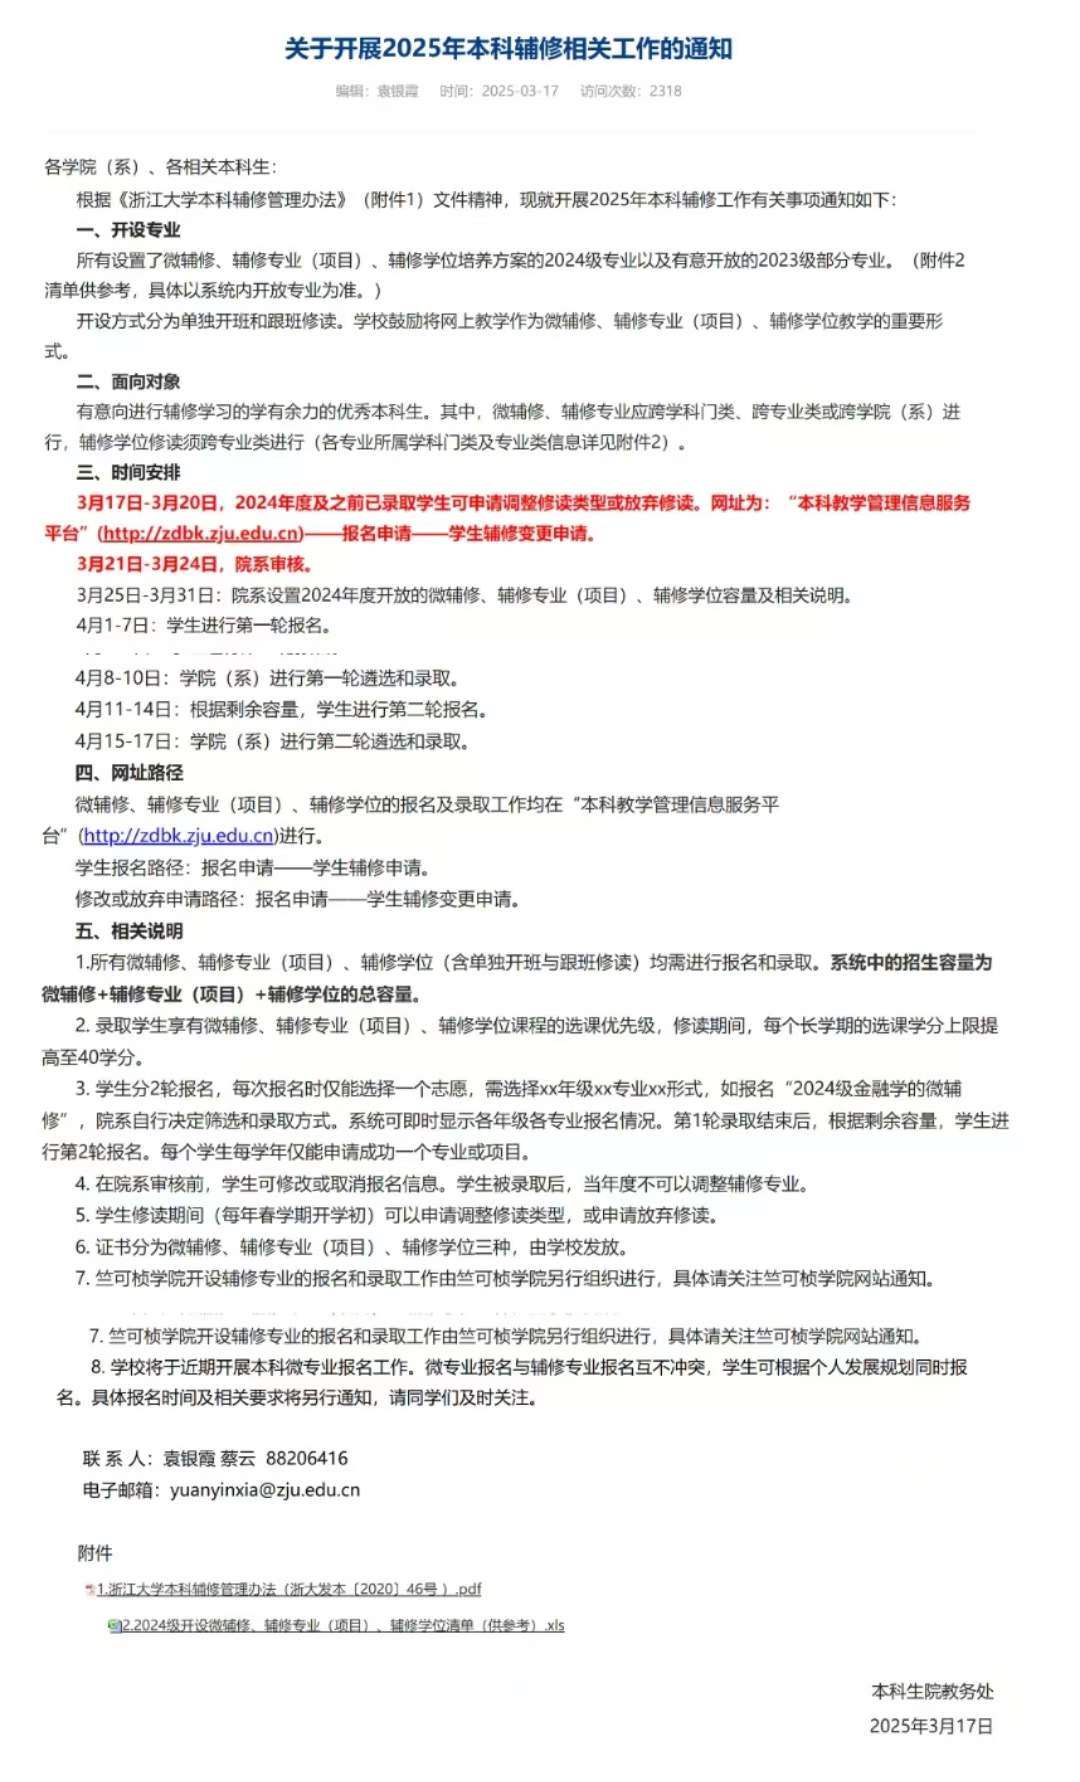 关于开展2025年本科辅修相关工作的通知
编辑：袁银霞 时间：2025-03-17 访问次数：2318
各学院（系）、各相关本科生：
根据《浙江大学本科辅修管理办法》（附件1）文件精神，现就开展2025年本科辅修工作有关事项通知如下：
一、开设专业
所有设置了微辅修、辅修专业（项目）、辅修学位培养方案的2024级专业以及有意开放的2023级部分专业。（附件2
清单供参考，具体以系统内开放专业为准。）
开设方式分为单独开班和跟班修读。学校鼓励将网上教学作为微辅修、辅修专业（项目）、辅修学位教学的重要形
式。
二、面向对象
有意向进行辅修学习的学有余力的优秀本科生。其中，微辅修、辅修专业应跨学科门类、跨专业类或跨学院（系）进
行，辅修学位修读须跨专业类进行（各专业所属学科门类及专业类信息详见附件2）。
三、时间安排
3月17日-3月20日，2024年度及之前已录取学生可申请调整修读类型或放弃修读。网址为：“本科教学管理信息服务
平台”(http://zdbk.zju.edu.cn)——报名申请——学生辅修变更申请。
3月21日-3月24日，院系审核。
3月25日-3月31日：院系设置2024年度开放的微辅修、辅修专业（项目）、辅修学位容量及相关说明。
4月1-7日：学生进行第一轮报名。
4月8-10日：学院（系）进行第一轮遴选和录取。
4月11-14日：根据剩余容量，学生进行第二轮报名。
4月15-17日：学院（系）进行第二轮遴选和录取。
四、网址路径
微辅修、辅修专业（项目）、辅修学位的报名及录取工作均在“本科教学管理信息服务平
台”(http://zdbk.zju.edu.cn)进行。
学生报名路径：报名申请——学生辅修申请。
修改或放弃申请路径：报名申请——学生辅修变更申请。
五、相关说明
1.所有微辅修、辅修专业（项目）、辅修学位（含单独开班与跟班修读）均需进行报名和录取。系统中的招生容量为
微辅修+辅修专业（项目）+辅修学位的总容量。
2. 录取学生享有微辅修、辅修专业（项目）、辅修学位课程的选课优先级，修读期间，每个长学期的选课学分上限提
高至40学分。
3. 学生分2轮报名，每次报名时仅能选择一个志愿，需选择xx年级xx专业xx形式，如报名“2024级金融学的微辅
修”，院系自行决定筛选和录取方式。系统可即时显示各年级各专业报名情况。第1轮录取结束后，根据剩余容量，学生进
行第2轮报名。每个学生每学年仅能申请成功一个专业或项目。
4. 在院系审核前，学生可修改或取消报名信息。学生被录取后，当年度不可以调整辅修专业。
5. 学生修读期间（每年春学期开学初）可以申请调整修读类型，或申请放弃修读。
6. 证书分为微辅修、辅修专业（项目）、辅修学位三种，由学校发放。
7. 竺可桢学院开设辅修专业的报名和录取工作由竺可桢学院另行组织进行，具体请关注竺可桢学院网站通知。
7. 竺可桢学院开设辅修专业的报名和录取工作由竺可桢学院另行组织进行，具体请关注竺可桢学院网站通知。
8. 学校将于近期开展本科微专业报名工作。微专业报名与辅修专业报名互不冲突，学生可根据个人发展规划同时报
名。具体报名时间及相关要求将另行通知，请同学们及时关注。
联 系 人：袁银霞 蔡云 88206416
电子邮箱：yuanyinxia@zju.edu.cn
附件
1.浙江大学本科辅修管理办法（浙大发本〔2020〕46号 ）.pdf
2.2024级开设微辅修、辅修专业（项目）、辅修学位清单（供参考）.xls
本科生院教务处
2025年3月17日